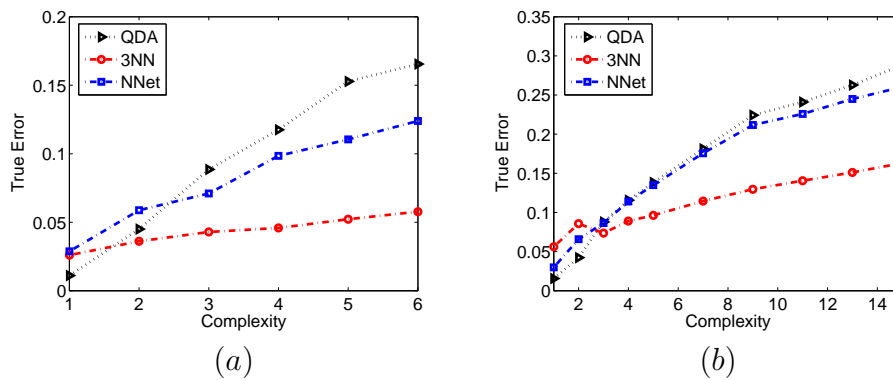 0.2
0.15
0.1
0.05
0
True Error
QDA
3NN
NNet
1 2 3 4 5 6
Complexity
(a)
0.35
0.3
0.25
0.2
0.15
0.1
0.05
0
True Error
QDA
3NN
NNet
2 4 6 8 10 12 14
Complexity
(b)